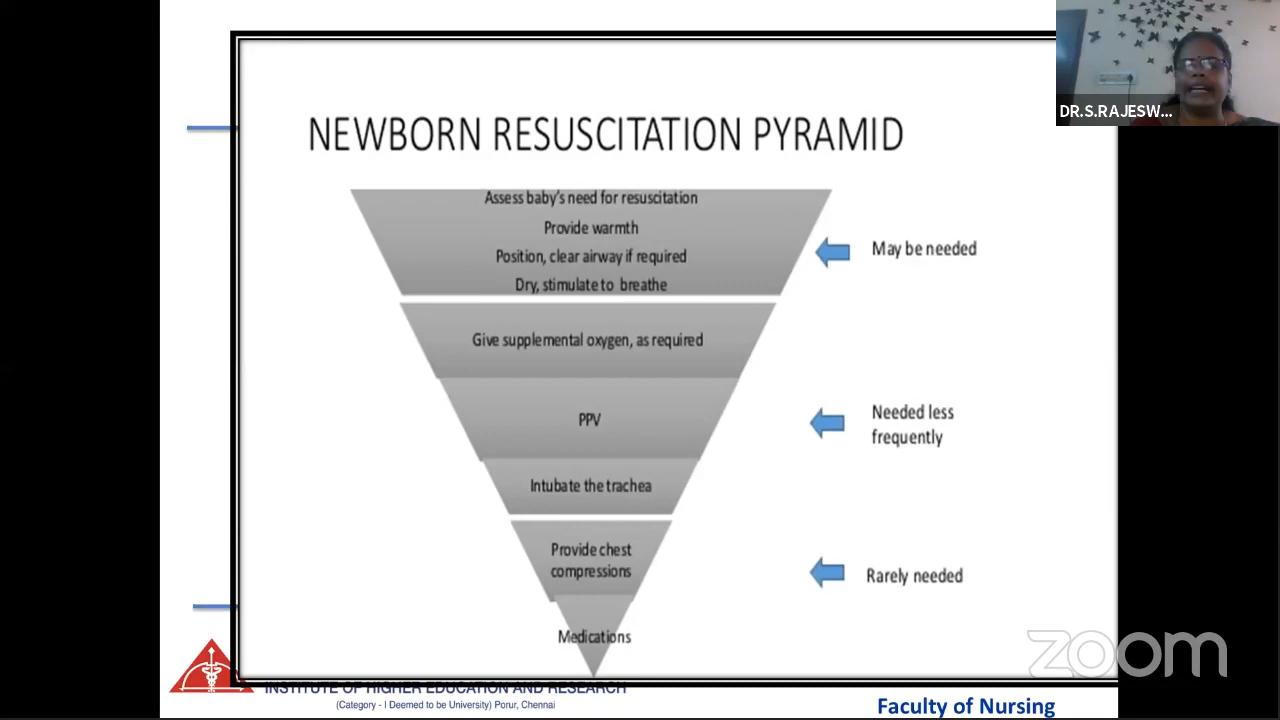 DR.S.RAJESW...
NEWBORN RESUSCITATION PYRAMID
Assess baby's need for resuscitation
Provide warmth
Position, clear airway if required
Dry, stimulate to breathe
May be needed
Give supplemental oxygen, as required
PPV
Needed less
frequently
Intubate the trachea
Provide chest
compressions
Rarely needed
Medications
zoom
INSTITUTE OF HIGHER EDUCATION AND RESEARCH
(Category - I Deemed to be University) Porur, Chennai
Faculty of Nursing